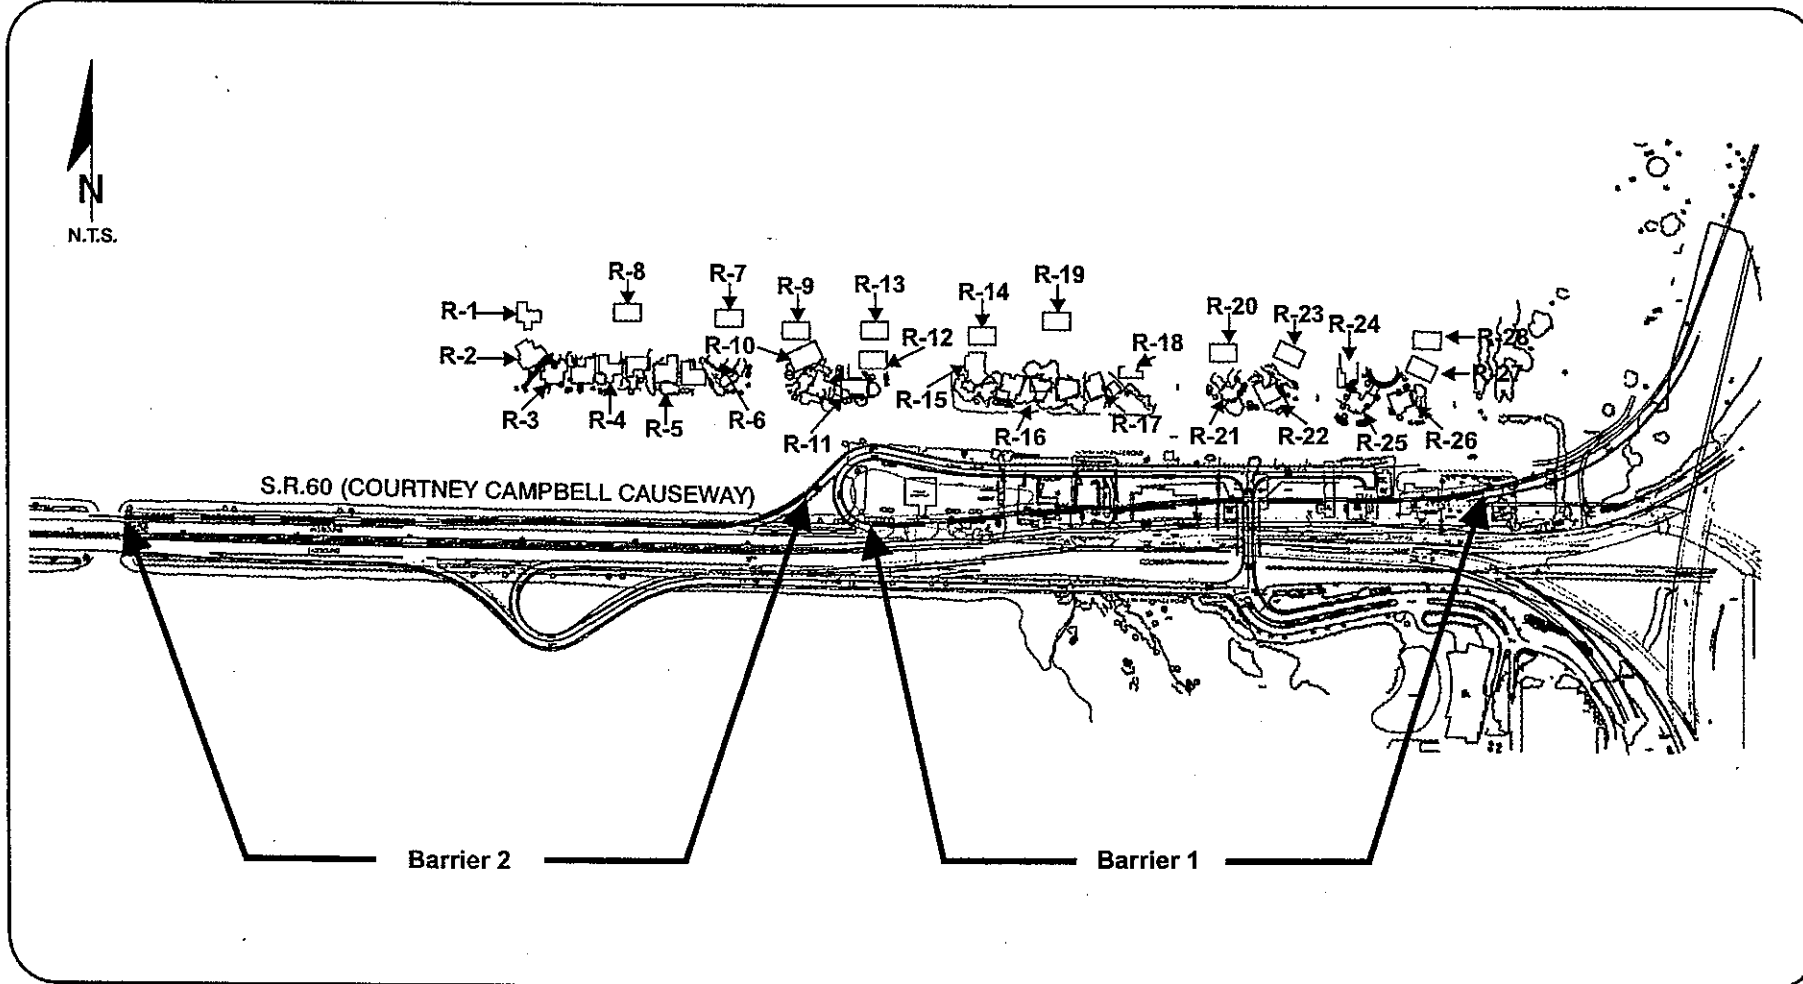 N
N.T.S.
R-1
R-2
R-8
R-7
R-9
R-13
R-10
R-12
R-14
R-19
R-18
R-20
R-23
R-24
R-28
R-27
R-3
R-4
R-5
R-6
R-11
R-15
R-16
R-17
R-21
R-22
R-25
R-26
S.R.60 (COURTNEY CAMPBELL CAUSEWAY)
Barrier 2
Barrier 1